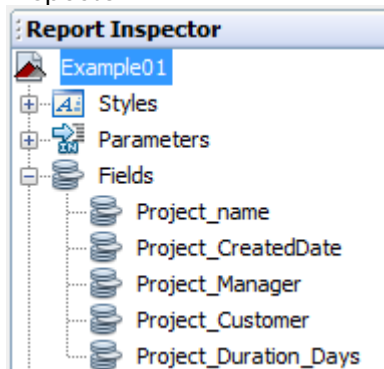 Report Inspector
Example01
Styles
Parameters
Fields
Project_name
Project_CreatedDate
Project_Manager
Project_Customer
Project_Duration_Days